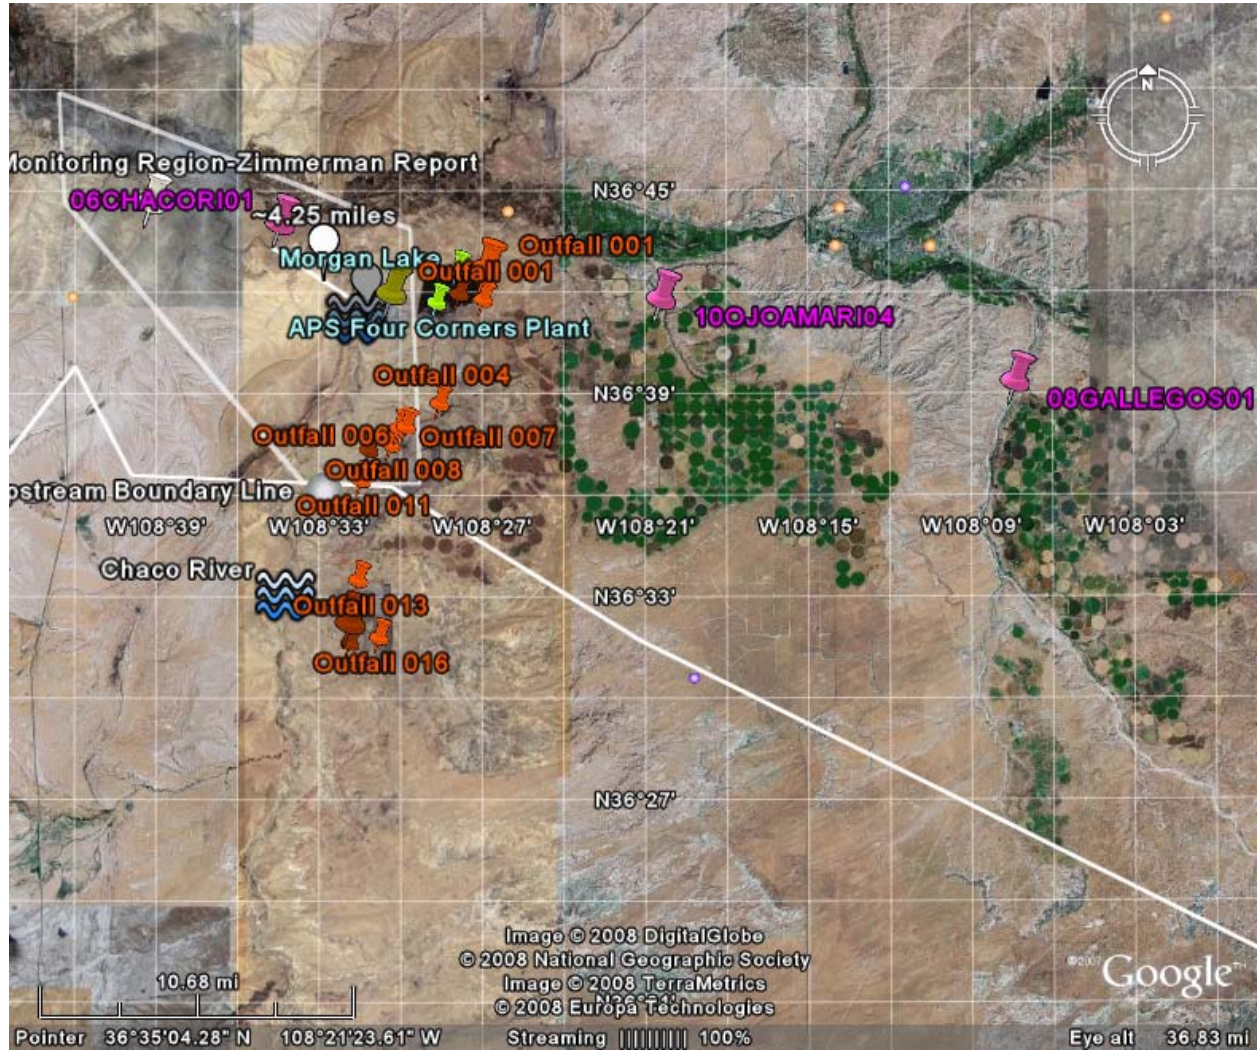 N
Monitoring Region-Zimmerman Report
N36°45'
06CHACORI01
~4.25 miles
Outfall 001
Morgan Lake
Outfall 001
10OJOAMARI04
APS Four Corners Plant
Outfall 004
N36°39'
08GALLEGOS01
Outfall 006
Outfall 007
Outfall 008
pstream Boundary Line
Outfall 011
W108°39'
W108°33'
W108°27'
W108°21'
W108°15'
W108°09'
W108°03'
Chaco River
N36°33'
Outfall 013
Outfall 016
N36°27'
Image © 2008 DigitalGlobe
© 2008 National Geographic Society
Image © 2008 TerraMetrics
© 2008 Europa Technologies
©2007 Google™
10.68 mi
Pointer 36°35'04.28" N 108°21'23.61" W Streaming 100% Eye alt 36.83 mi